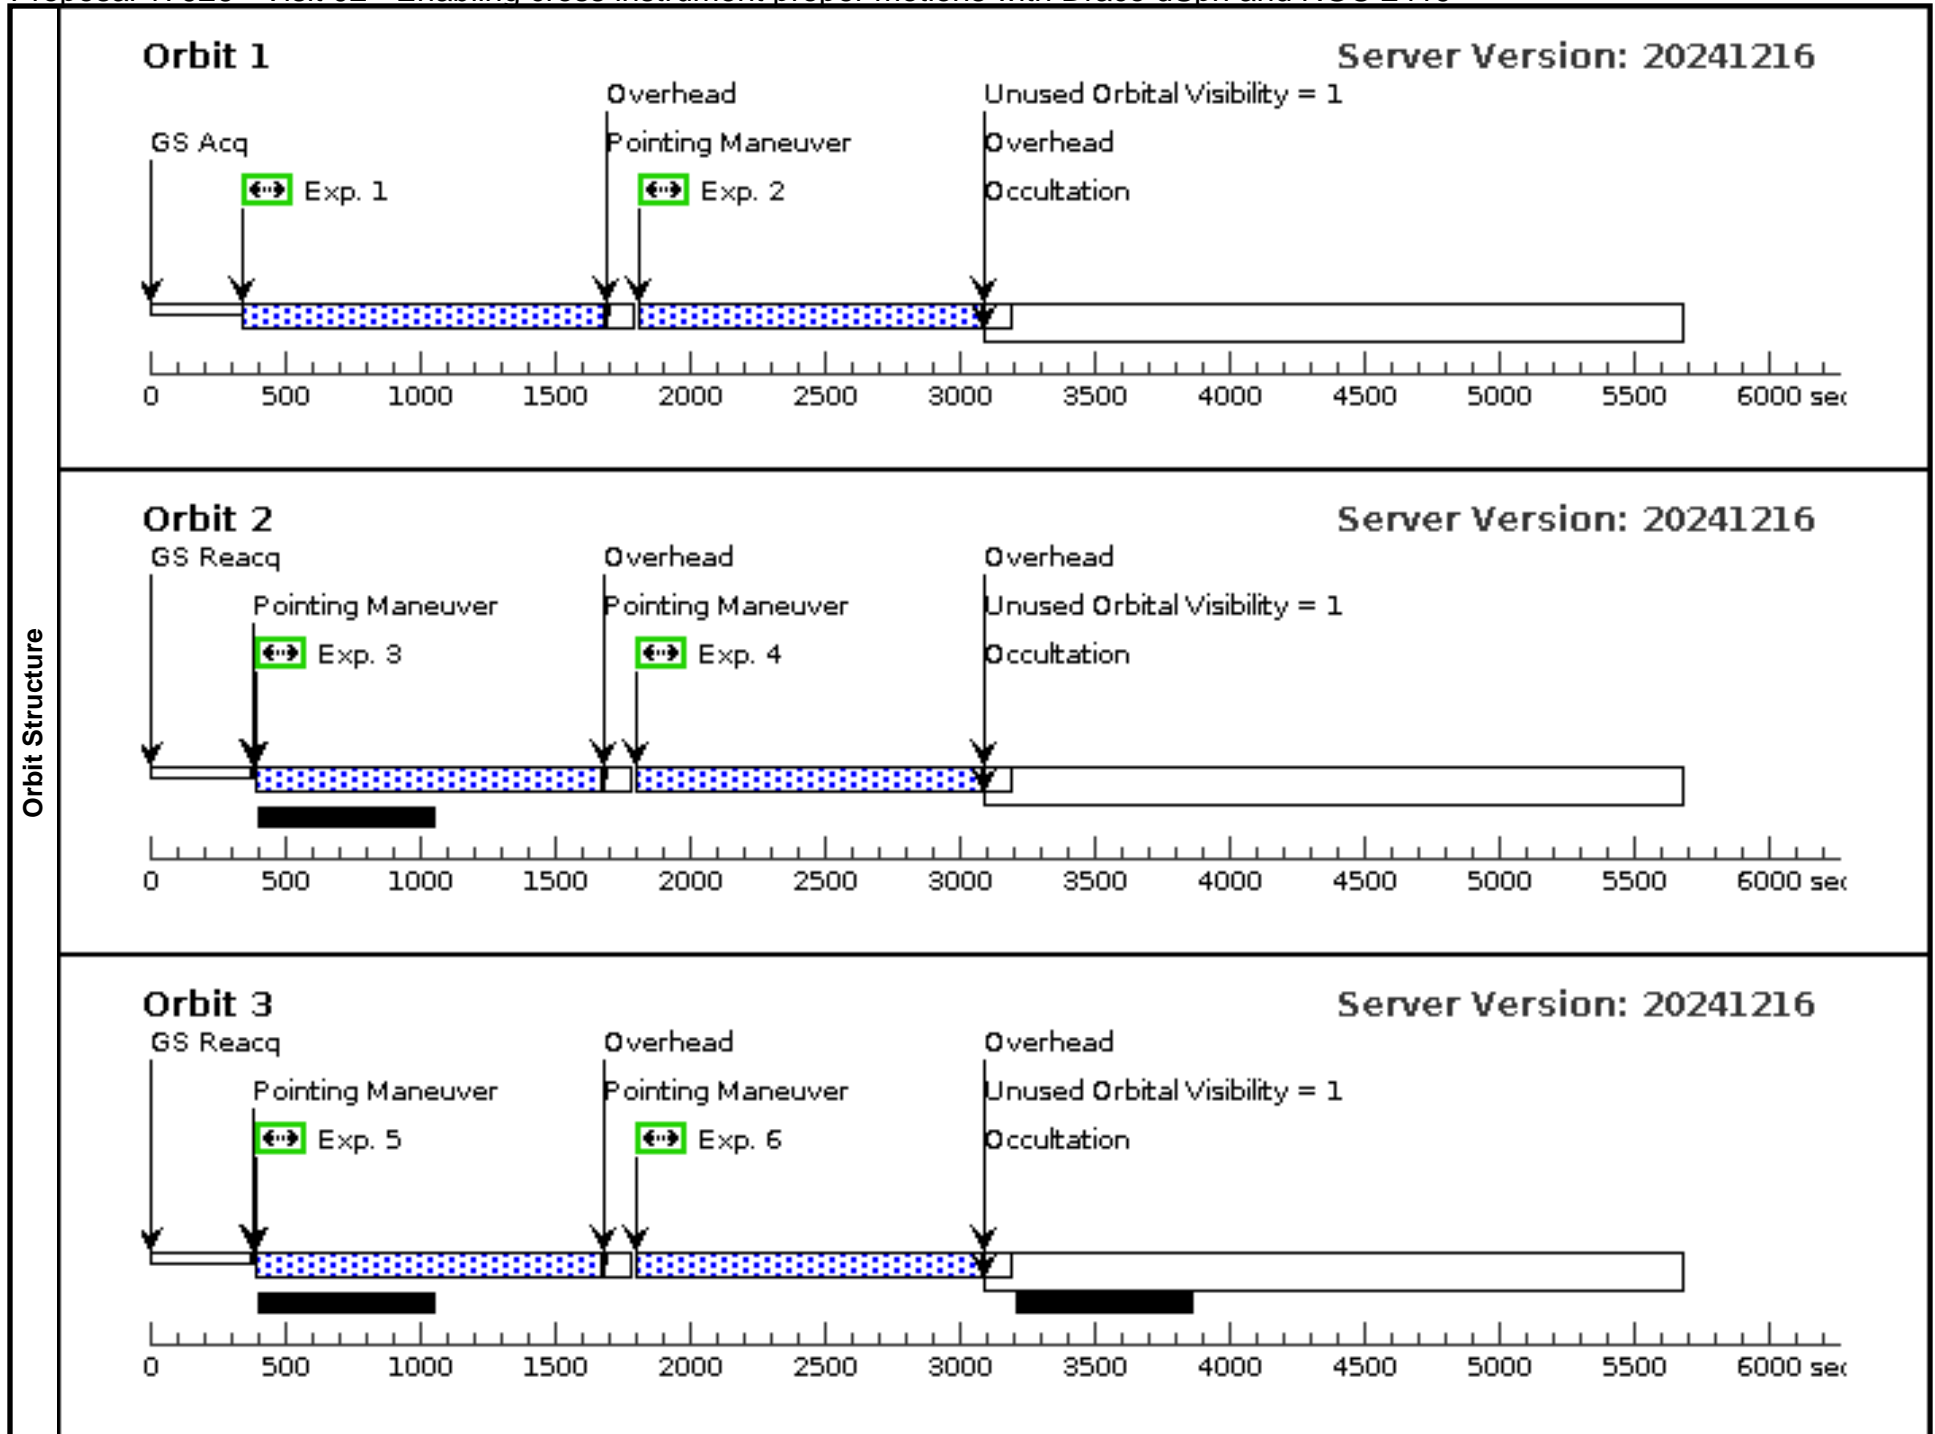 Orbit Structure
Orbit 1 Server Version: 20241216
Overhead Unused Orbital Visibility = 1
GS Acq Pointing Maneuver Overhead
Exp. 1 Exp. 2 Occultation
0 500 1000 1500 2000 2500 3000 3500 4000 4500 5000 5500 6000 sec
Orbit 2 Server Version: 20241216
GS Reacq Overhead Overhead
Pointing Maneuver Pointing Maneuver Unused Orbital Visibility = 1
Exp. 3 Exp. 4 Occultation
0 500 1000 1500 2000 2500 3000 3500 4000 4500 5000 5500 6000 sec
Orbit 3 Server Version: 20241216
GS Reacq Overhead Overhead
Pointing Maneuver Pointing Maneuver Unused Orbital Visibility = 1
Exp. 5 Exp. 6 Occultation
0 500 1000 1500 2000 2500 3000 3500 4000 4500 5000 5500 6000 sec